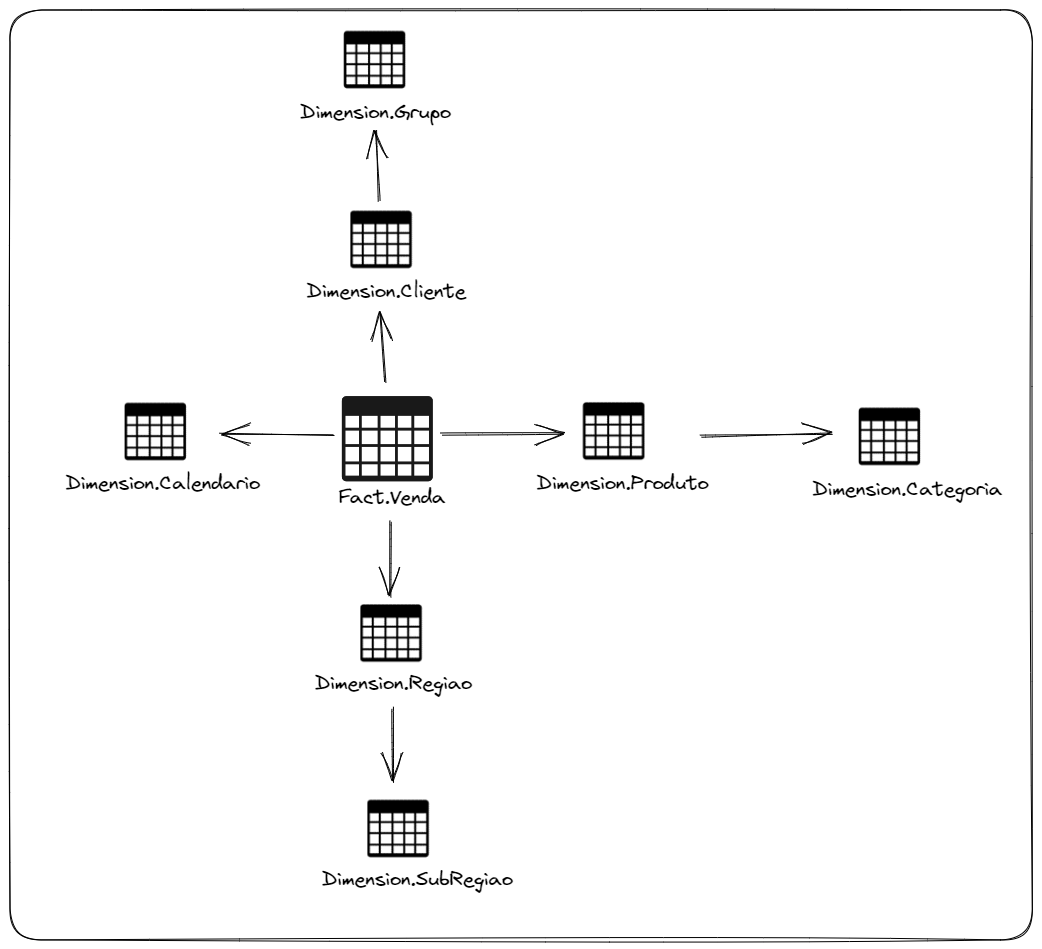 Dimension.Grupo
Dimension.Cliente
Dimension.Calendario
Fact.Venda
Dimension.Produto
Dimension.Categoria
Dimension.Regiao
Dimension.SubRegiao